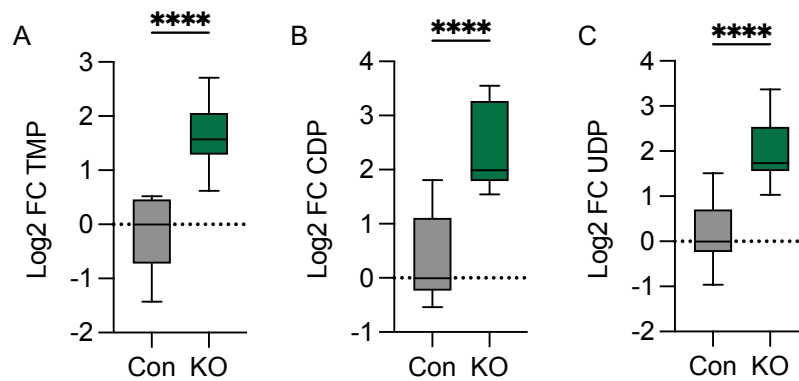 A
****
Log2 FC TMP
3
2
1
0
-1
-2
Con KO
B
****
Log2 FC CDP
4
3
2
1
0
-1
Con KO
C
****
Log2 FC UDP
4
3
2
1
0
-1
-2
Con KO